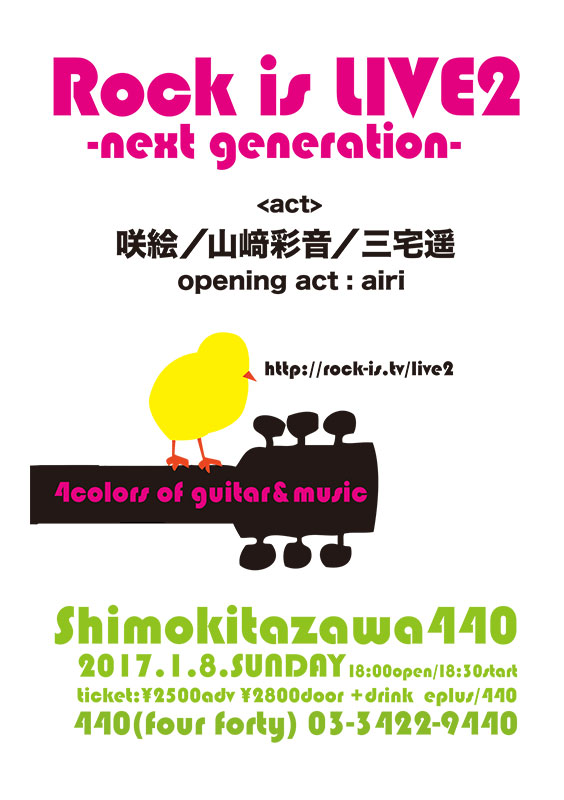 Rock is LIVE2
-next generation-
<act>
咲絵／山﨑彩音／三宅遥
opening act : airi
http://rock-is.tv/live2
4colors of guitar&music
Shimokitazawa440
2017.1.8.SUNDAY 18:00open/18:30start
ticket:¥2500adv ¥2800door +drink eplus/440
440(four forty) 03-3422-9440